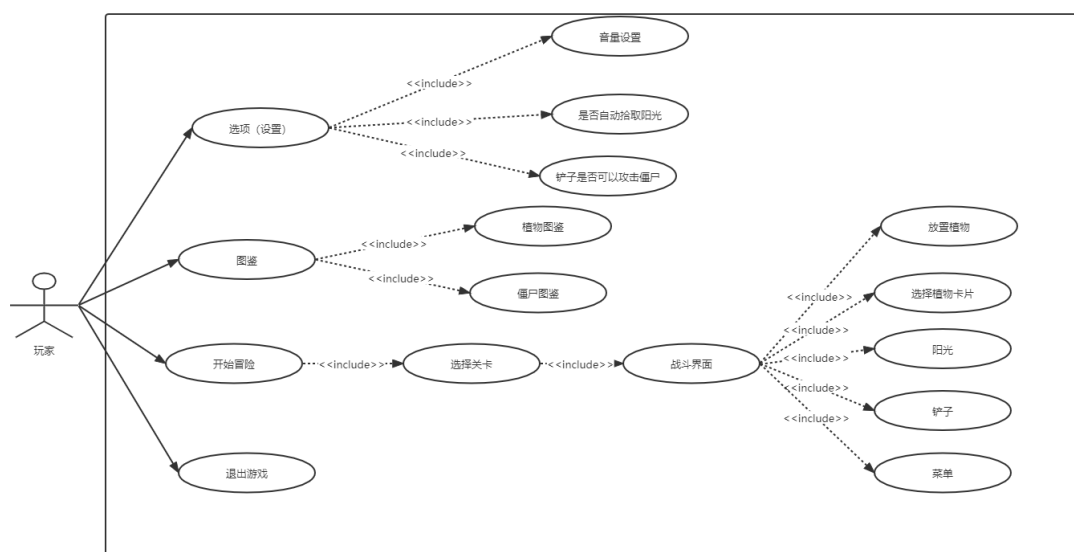 音量设置
<<include>>
选项（设置）
<<include>>
是否自动拾取阳光
<<include>>
铲子是否可以攻击僵尸
图鉴
<<include>>
植物图鉴
<<include>>
僵尸图鉴
玩家
开始冒险
<<include>>
选择关卡
<<include>>
战斗界面
<<include>>
放置植物
<<include>>
选择植物卡片
<<include>>
阳光
<<include>>
铲子
<<include>>
菜单
退出游戏